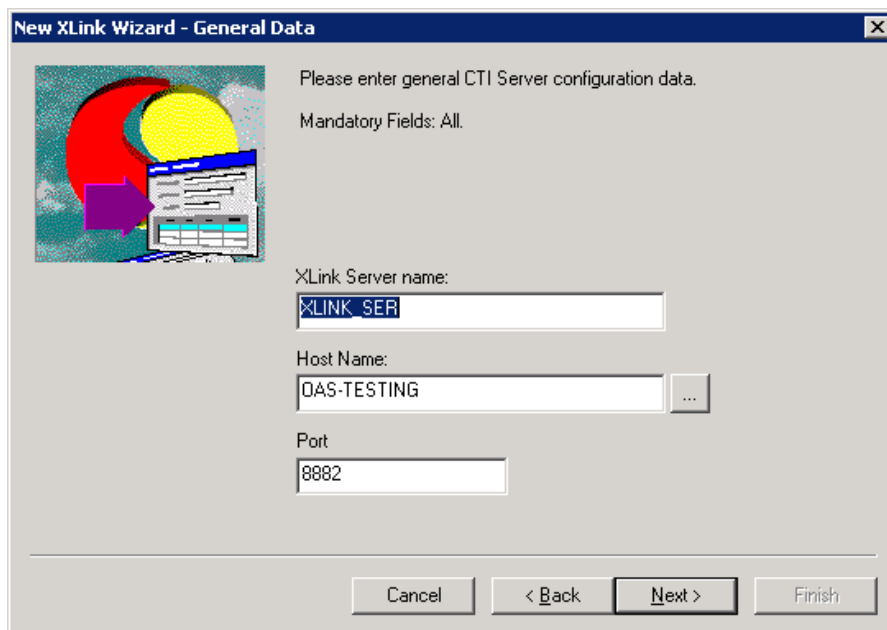 New XLink Wizard - General Data
Please enter general CTI Server configuration data.
Mandatory Fields: All.
XLink Server name:
XLINK_SER
Host Name:
OAS-TESTING
...
Port
8882
Cancel
< Back
Next >
Finish